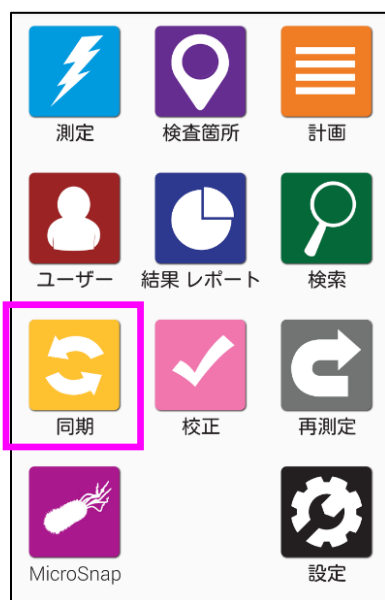 測定
検査箇所
計画
ユーザー
結果 レポート
検索
同期
校正
再測定
MicroSnap
設定